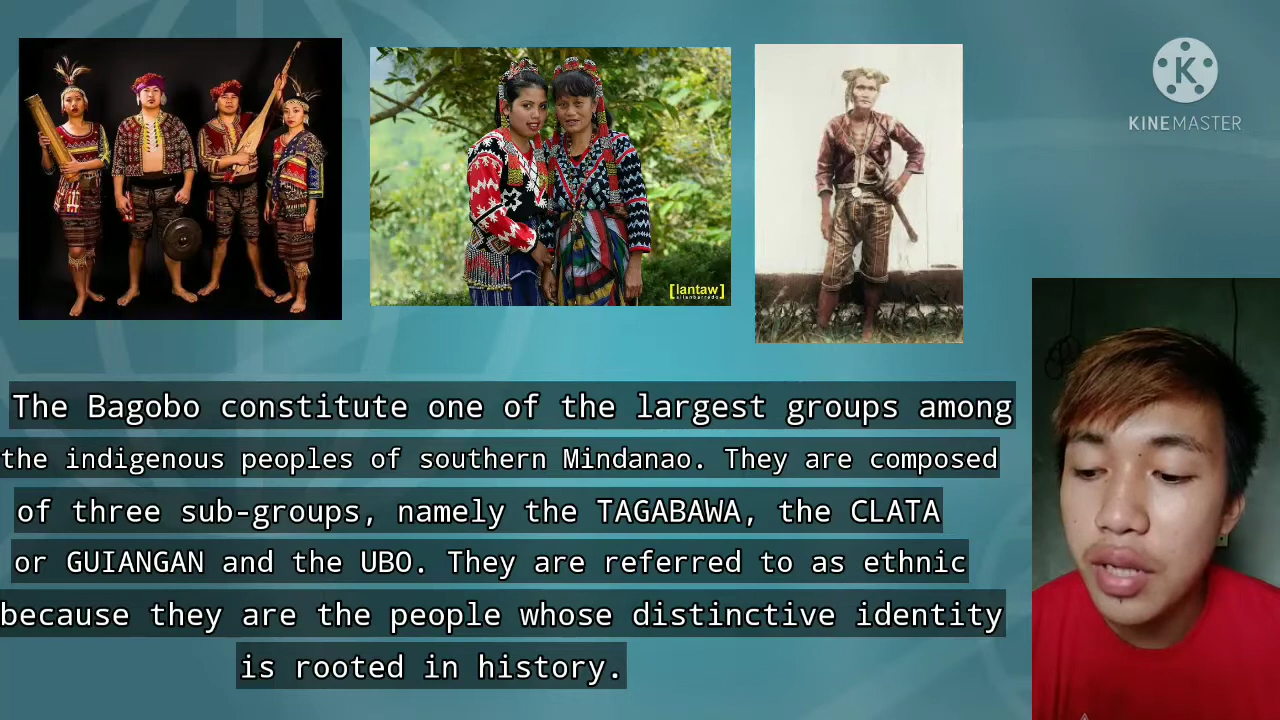 KINEMASTER
[lantaw]
The Bagobo constitute one of the largest groups among
the indigenous peoples of southern Mindanao. They are composed
of three sub-groups, namely the TAGABAWA, the CLATA
or GUIANGAN and the UBO. They are referred to as ethnic
because they are the people whose distinctive identity
is rooted in history.